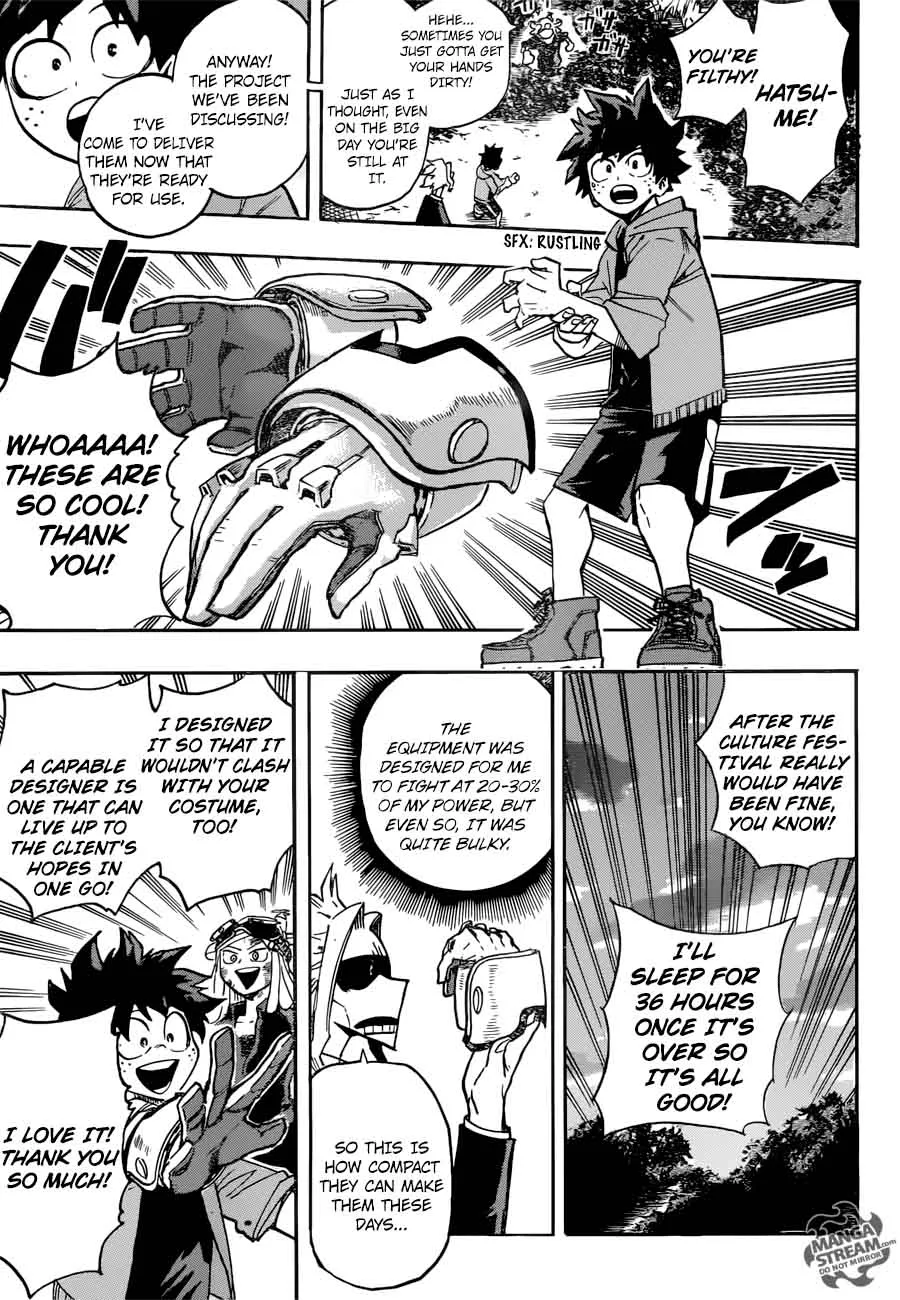 YOU'RE
FILTHY!
HATSU-
ME!
HEHE...
SOMETIMES YOU
JUST GOTTA GET
YOUR HANDS
DIRTY!
JUST AS I
THOUGHT, EVEN
ON THE BIG
DAY YOU'RE
STILL AT
IT.
SFX: RUSTLING
ANYWAY!
THE PROJECT
WE'VE BEEN
DISCUSSING!
I'VE
COME TO DELIVER
THEM NOW THAT
THEY'RE READY
FOR USE.
WHOAAAA!
THESE ARE
SO COOL!
THANK
YOU!
AFTER THE
CULTURE FES-
TIVAL REALLY
WOULD HAVE
BEEN FINE,
YOU KNOW!
I'LL
SLEEP FOR
36 HOURS
ONCE IT'S
OVER SO
IT'S ALL
GOOD!
THE
EQUIPMENT WAS
DESIGNED FOR ME
TO FIGHT AT 20-30%
OF MY POWER, BUT
EVEN SO, IT WAS
QUITE BULKY.
SO THIS IS
HOW COMPACT
THEY CAN MAKE
THEM THESE
DAYS...
I DESIGNED
IT SO THAT IT
WOULDN'T CLASH
WITH YOUR
COSTUME,
TOO!
A CAPABLE
DESIGNER IS
ONE THAT CAN
LIVE UP TO
THE CLIENT'S
HOPES IN
ONE GO!
I LOVE IT!
THANK YOU
SO MUCH!
MANGA
STREAM.com
DO NOT MIRROR